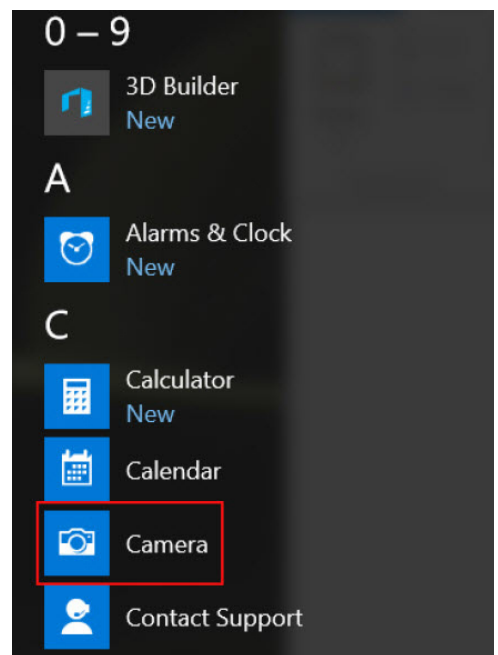 0 – 9
3D Builder
New
A
Alarms & Clock
New
C
Calculator
New
Calendar
Camera
Contact Support